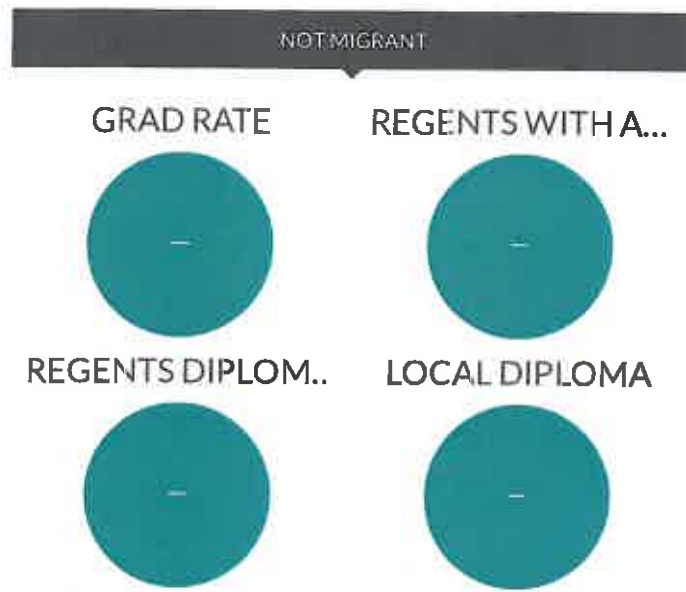 NOT MIGRANT
GRAD RATE
REGENTS WITH A...
—
—
REGENTS DIPLOM..
LOCAL DIPLOMA
—
—